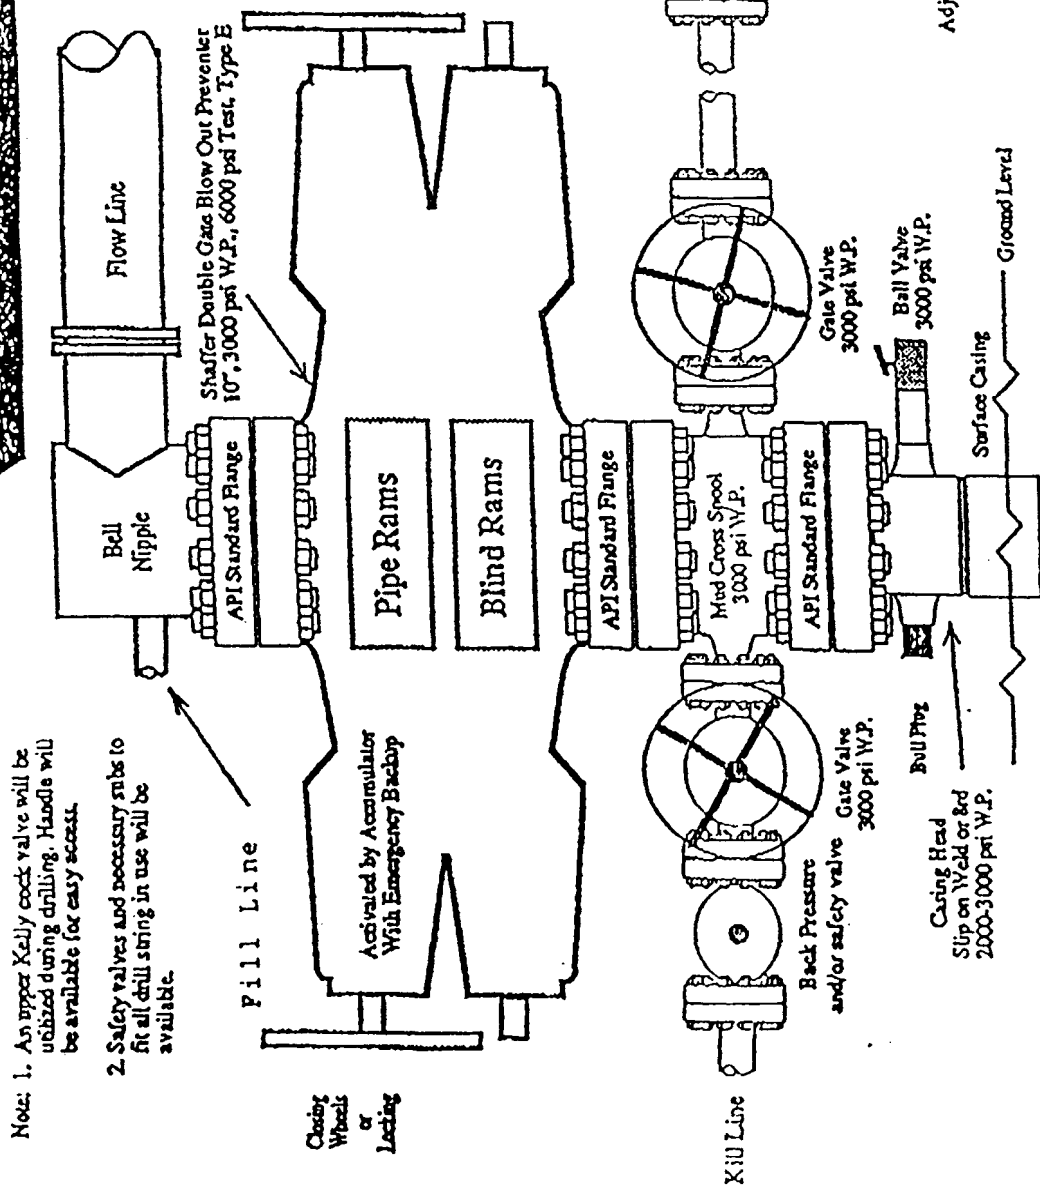 Note: 1. An upper Kelly cock valve will be
utilized during drilling. Handle will
be available for easy access.
2. Safety valves and necessary subs to
fit all drill string in use will be
available.
Fill Line
Bell
Nipple
Flow Line
API Standard Flange
Shaffer Double Gate Blow Out Preventer
10", 3000 psi W.P., 6000 psi Test, Type E
Closing
Wheels
or
Locking
Activated by Accumulator
With Emergency Backup
Pipe Rams
Blind Rams
API Standard Flange
Kill Line
Back Pressure
and/or safety valve
Gate Valve
3000 psi W.P.
Mud Cross Spool
3000 psi W.P.
Gate Valve
3000 psi W.P.
API Standard Flange
Bull Plug
Ball Valve
3000 psi W.P.
Casing Head
Slip on Weld or 8rd
2000-3000 psi W.P.
Surface Casing
Ground Level
Adj